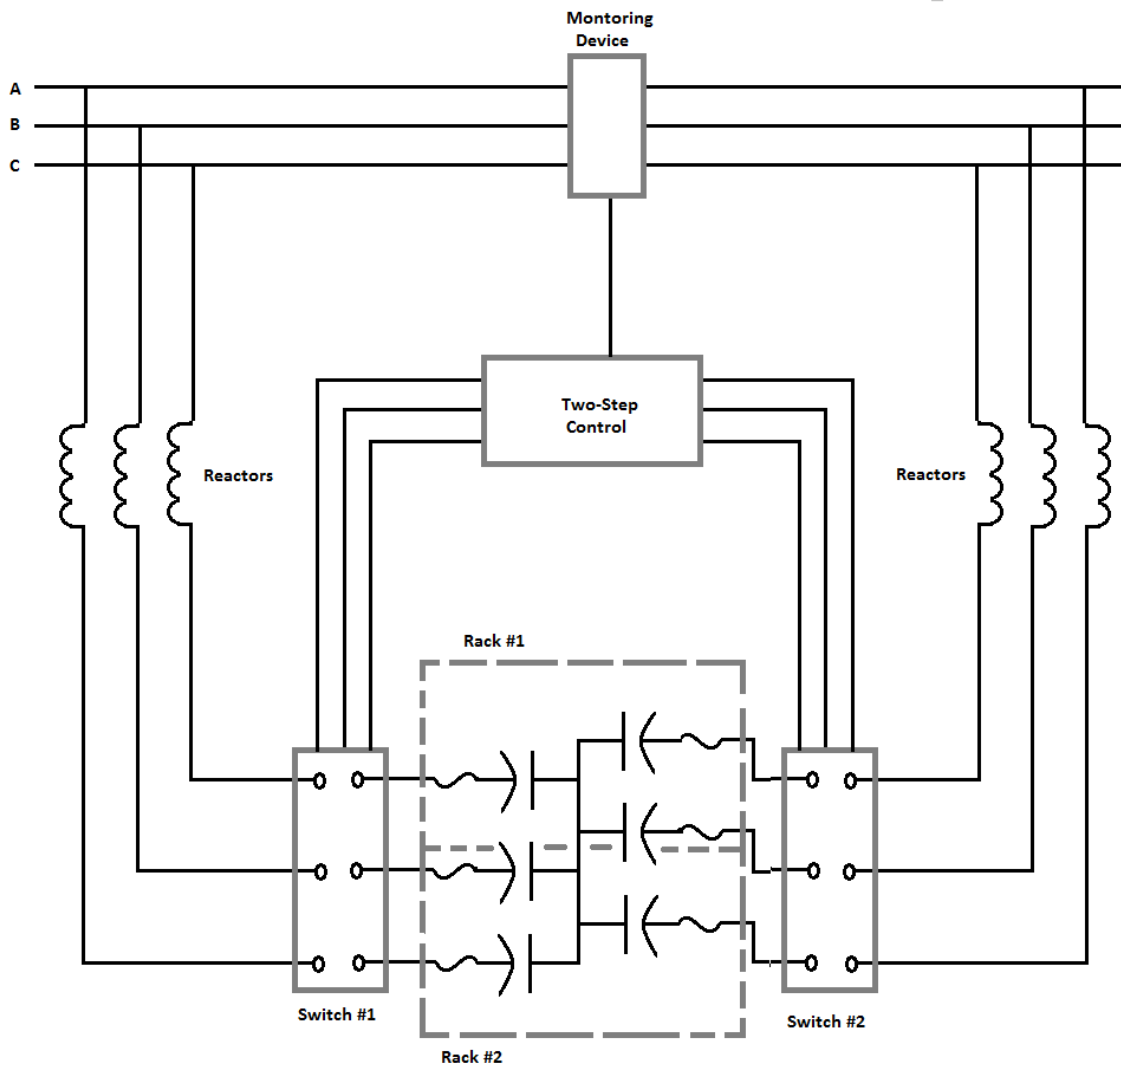 Montoring
Device
A
B
C
Two-Step
Control
Reactors
Reactors
Rack #1
Switch #1
Switch #2
Rack #2